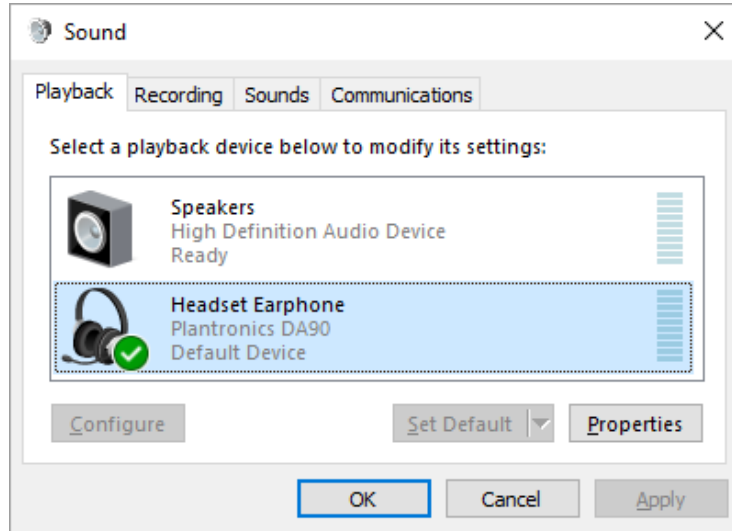 Sound
Playback Recording Sounds Communications
Select a playback device below to modify its settings:
Speakers
High Definition Audio Device
Ready
Headset Earphone
Plantronics DA90
Default Device
Configure Set Default Properties
OK Cancel Apply